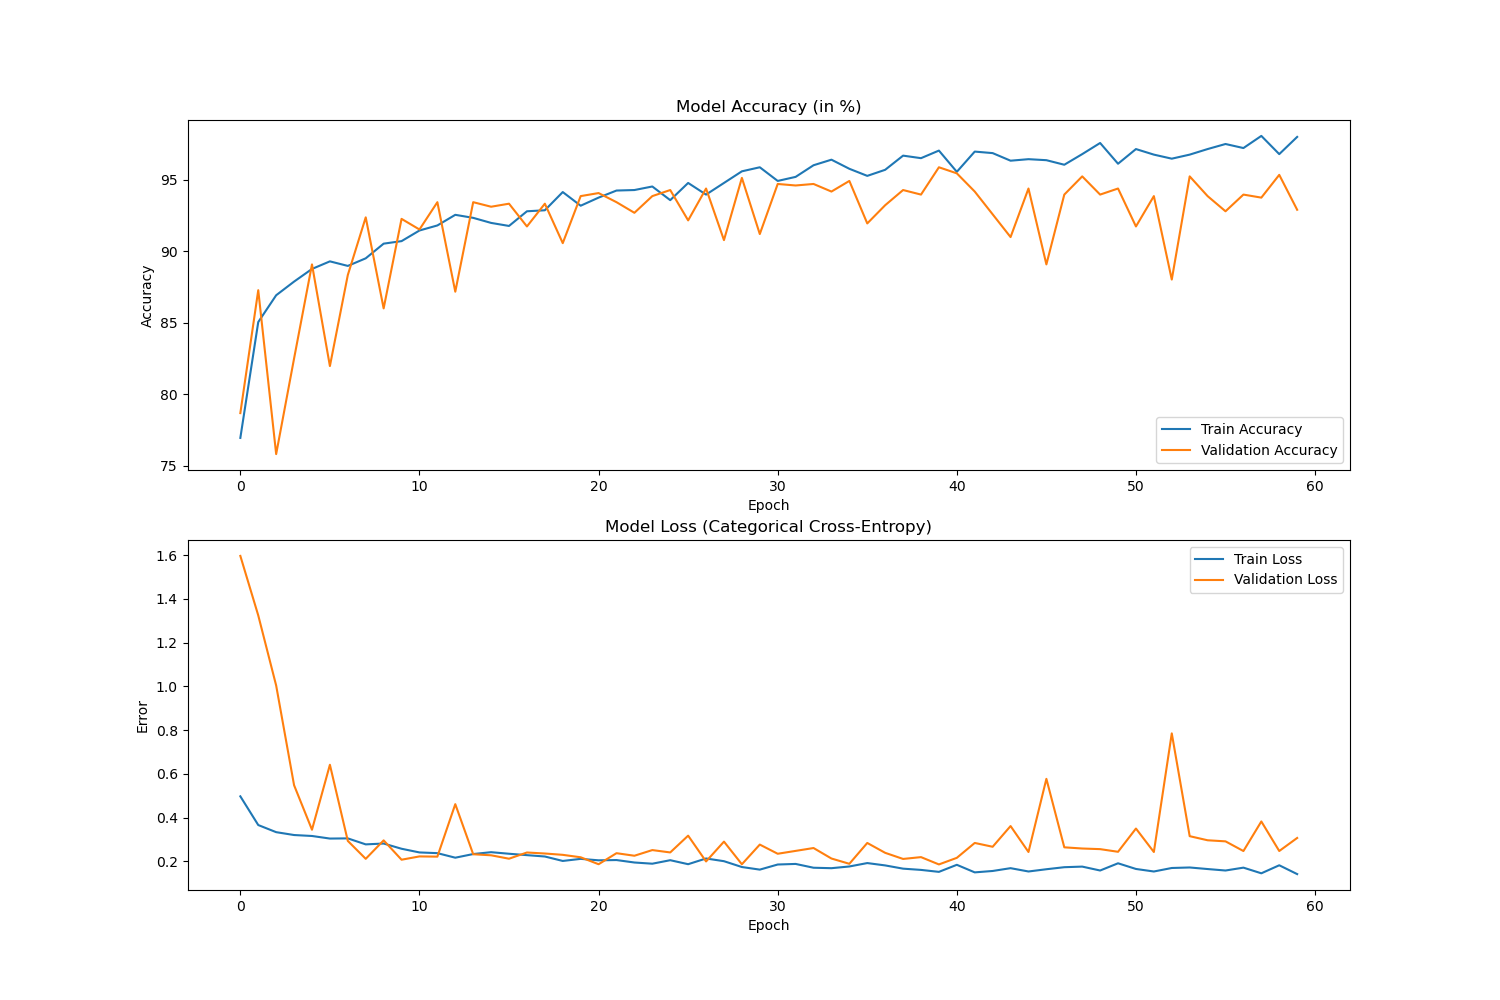 Model Accuracy (in %)
95
90
85
80
75
Accuracy
Train Accuracy
Validation Accuracy
0 10 20 30 40 50 60
Epoch
Model Loss (Categorical Cross-Entropy)
1.6
1.4
1.2
1.0
0.8
0.6
0.4
0.2
Error
Train Loss
Validation Loss
0 10 20 30 40 50 60
Epoch